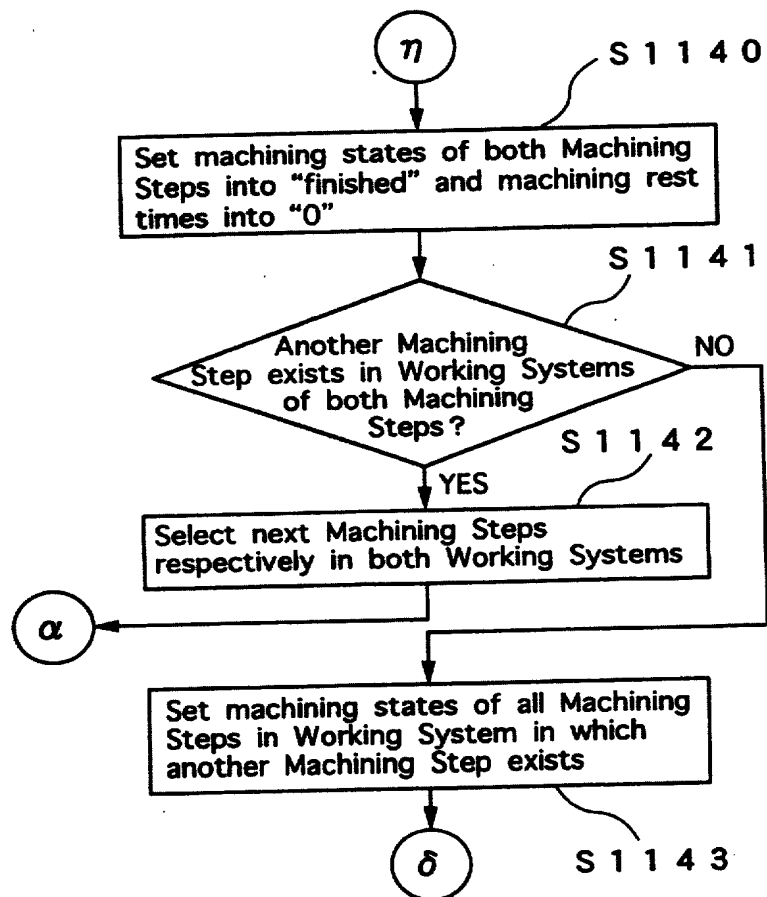 η
S1140
Set machining states of both Machining
Steps into “finished” and machining rest
times into “0”
S1141
Another Machining
Step exists in Working Systems
of both Machining
Steps?
NO
S1142
YES
Select next Machining Steps
respectively in both Working Systems
α
Set machining states of all Machining
Steps in Working System in which
another Machining Step exists
δ
S1143